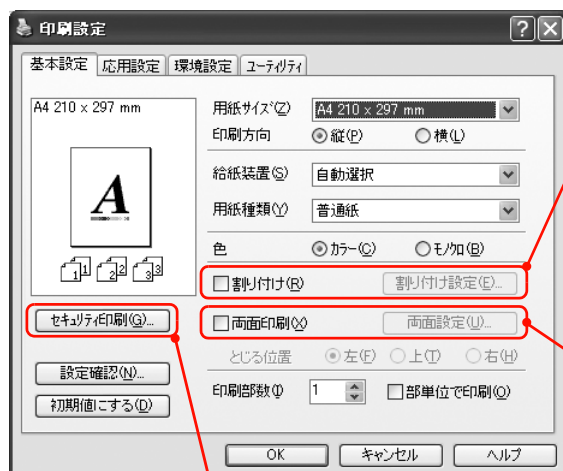 印刷設定
基本設定 応用設定 環境設定 ユーティリティ
A4 210 x 297 mm
A
1 1 2 2 3 3
セキュリティ印刷(G)...
設定確認(N)...
初期値にする(D)
用紙サイズ(Z) A4 210 x 297 mm
印刷方向 縦(P) 横(L)
給紙装置(S) 自動選択
用紙種類(Y) 普通紙
色 カラー(C) モノクロ(B)
割り付け(R) 割り付け設定(E)...
両面印刷(X) 両面設定(U)...
とじる位置 左(F) 上(T) 右(H)
印刷部数(I) 1 部単位で印刷(O)
OK キャンセル ヘルプ